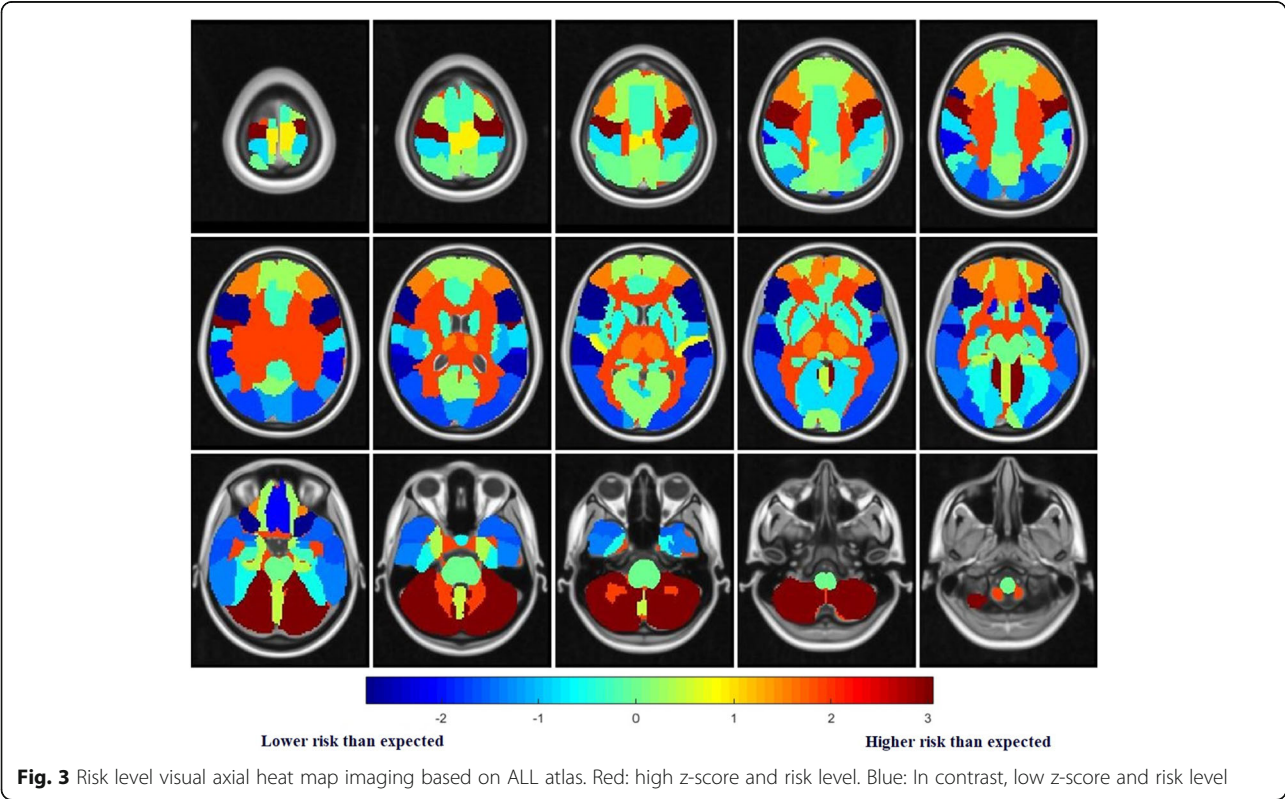 -2 -1 0 1 2 3
Lower risk than expected Higher risk than expected
Fig. 3 Risk level visual axial heat map imaging based on ALL atlas. Red: high z-score and risk level. Blue: In contrast, low z-score and risk level